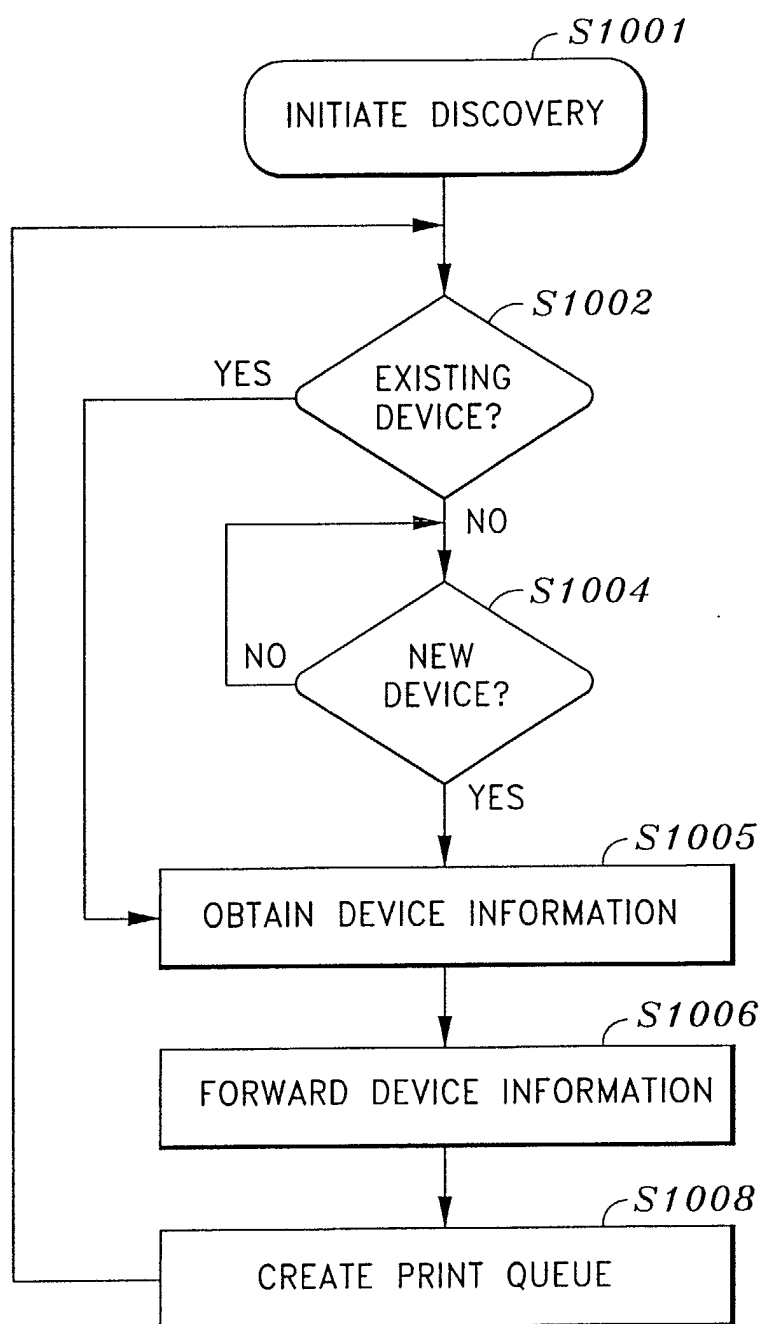 S1001
INITIATE DISCOVERY
S1002
YES
EXISTING
DEVICE?
NO
S1004
NO
NEW
DEVICE?
YES
S1005
OBTAIN DEVICE INFORMATION
S1006
FORWARD DEVICE INFORMATION
S1008
CREATE PRINT QUEUE